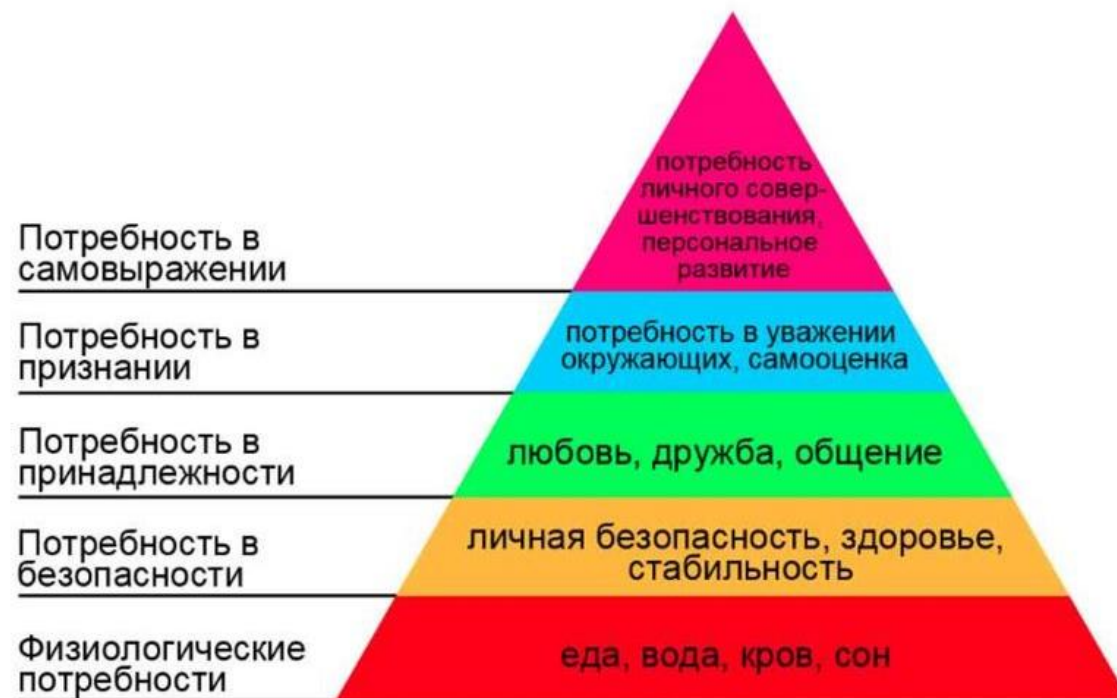 потребность
личного совер-
шенствования,
персональное
развитие
Потребность в
самовыражении
потребность в уважении
окружающих, самооценка
Потребность в
признании
любовь, дружба, общение
Потребность в
принадлежности
личная безопасность, здоровье,
стабильность
Потребность в
безопасности
еда, вода, кров, сон
Физиологические
потребности